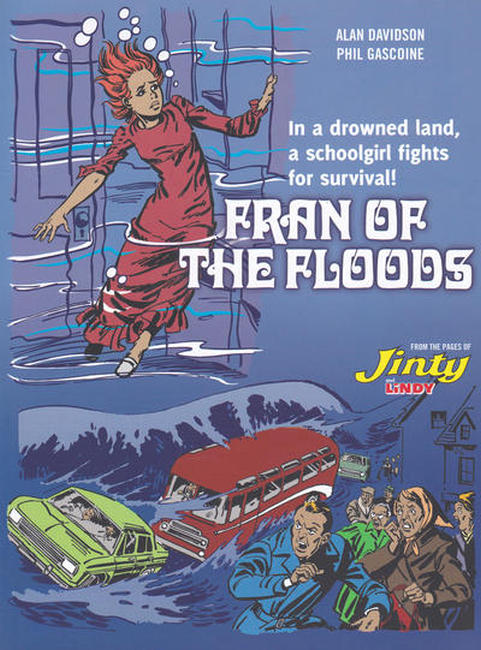 ALAN DAVIDSON
PHIL GASCOINE
In a drowned land,
a schoolgirl fights
for survival!
FRAN OF
THE FLOODS
FROM THE PAGES OF
Jinty
and
LiNDY